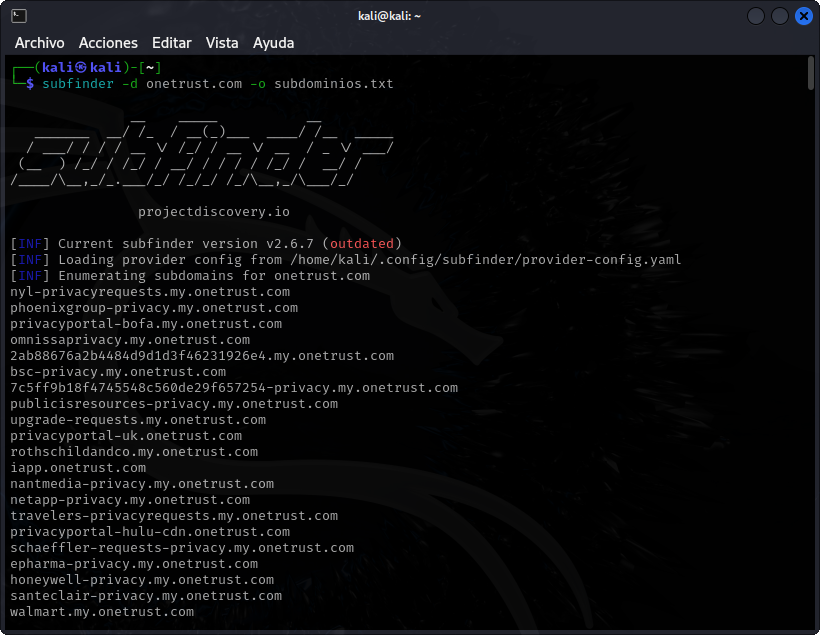 kali@kali: ~
Archivo Acciones Editar Vista Ayuda
┌──(kali㉿kali)-[~]
└─$ subfinder -d onetrust.com -o subdominios.txt
subfinder
projectdiscovery.io
[INF] Current subfinder version v2.6.7 (outdated)
[INF] Loading provider config from /home/kali/.config/subfinder/provider-config.yaml
[INF] Enumerating subdomains for onetrust.com
nyl-privacyrequests.my.onetrust.com
phoenixgroup-privacy.my.onetrust.com
privacyportal-bofa.my.onetrust.com
omnissaprivacy.my.onetrust.com
2ab88676a2b4484d9d1d3f46231926e4.my.onetrust.com
bsc-privacy.my.onetrust.com
7c5ff9b18f4745548c560de29f657254-privacy.my.onetrust.com
publicisresources-privacy.my.onetrust.com
upgrade-requests.my.onetrust.com
privacyportal-uk.onetrust.com
rothschildandco.my.onetrust.com
iapp.onetrust.com
nantmedia-privacy.my.onetrust.com
netapp-privacy.my.onetrust.com
travelers-privacyrequests.my.onetrust.com
privacyportal-hulu-cdn.onetrust.com
schaeffler-requests-privacy.my.onetrust.com
epharma-privacy.my.onetrust.com
honeywell-privacy.my.onetrust.com
santeclair-privacy.my.onetrust.com
walmart.my.onetrust.com